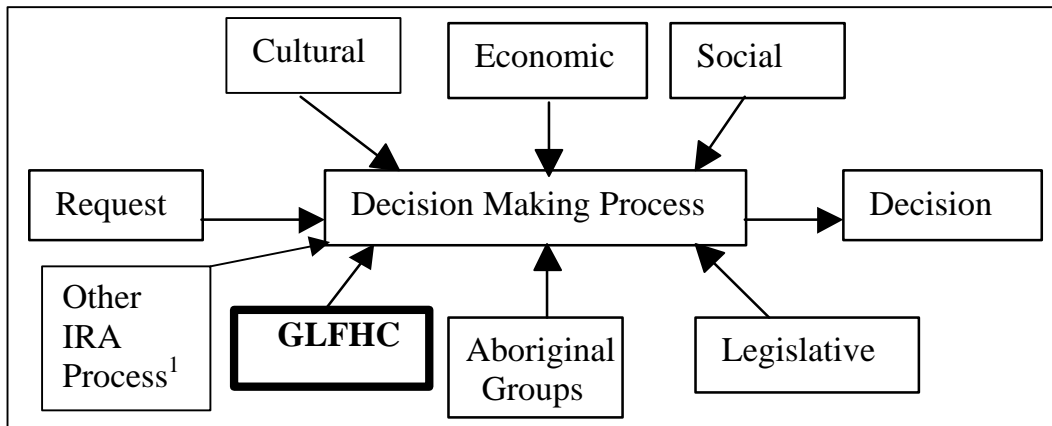 Cultural
Economic
Social
Request
Decision Making Process
Decision
Other
IRA
Process¹
GLFHC
Aboriginal
Groups
Legislative